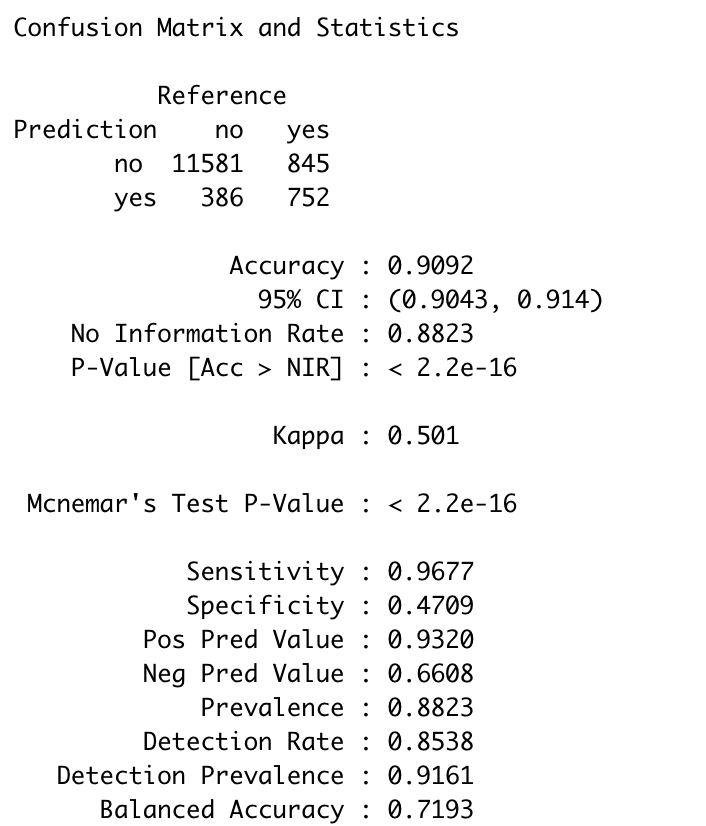 Confusion Matrix and Statistics
Reference
Prediction no yes
no 11581 845
yes 386 752
Accuracy : 0.9092
95% CI : (0.9043, 0.914)
No Information Rate : 0.8823
P-Value [Acc > NIR] : < 2.2e-16
Kappa : 0.501
Mcnemar's Test P-Value : < 2.2e-16
Sensitivity : 0.9677
Specificity : 0.4709
Pos Pred Value : 0.9320
Neg Pred Value : 0.6608
Prevalence : 0.8823
Detection Rate : 0.8538
Detection Prevalence : 0.9161
Balanced Accuracy : 0.7193